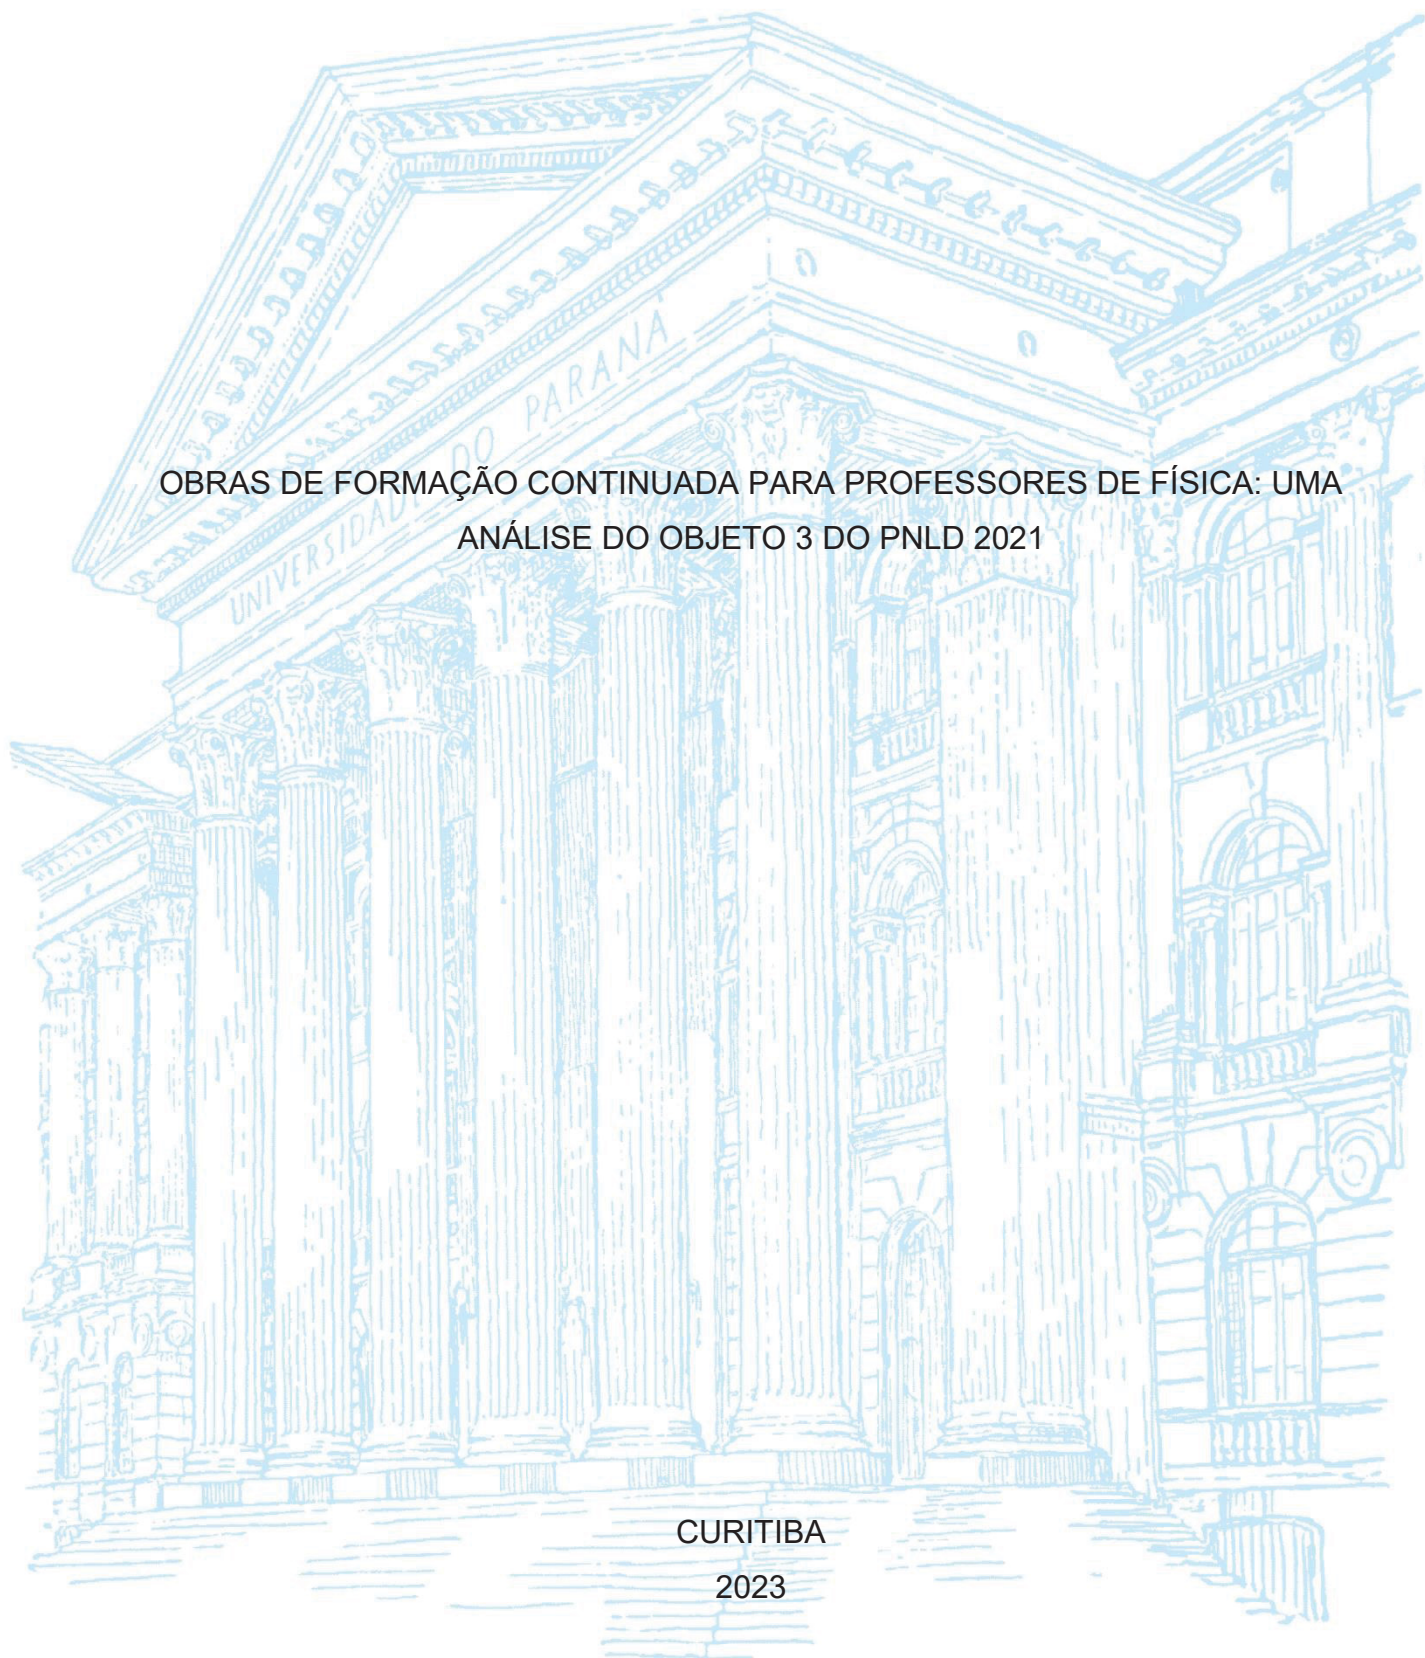 UNIVERSIDADE DO PARANÁ
OBRAS DE FORMAÇÃO CONTINUADA PARA PROFESSORES DE FÍSICA: UMA
ANÁLISE DO OBJETO 3 DO PNLD 2021
CURITIBA
2023